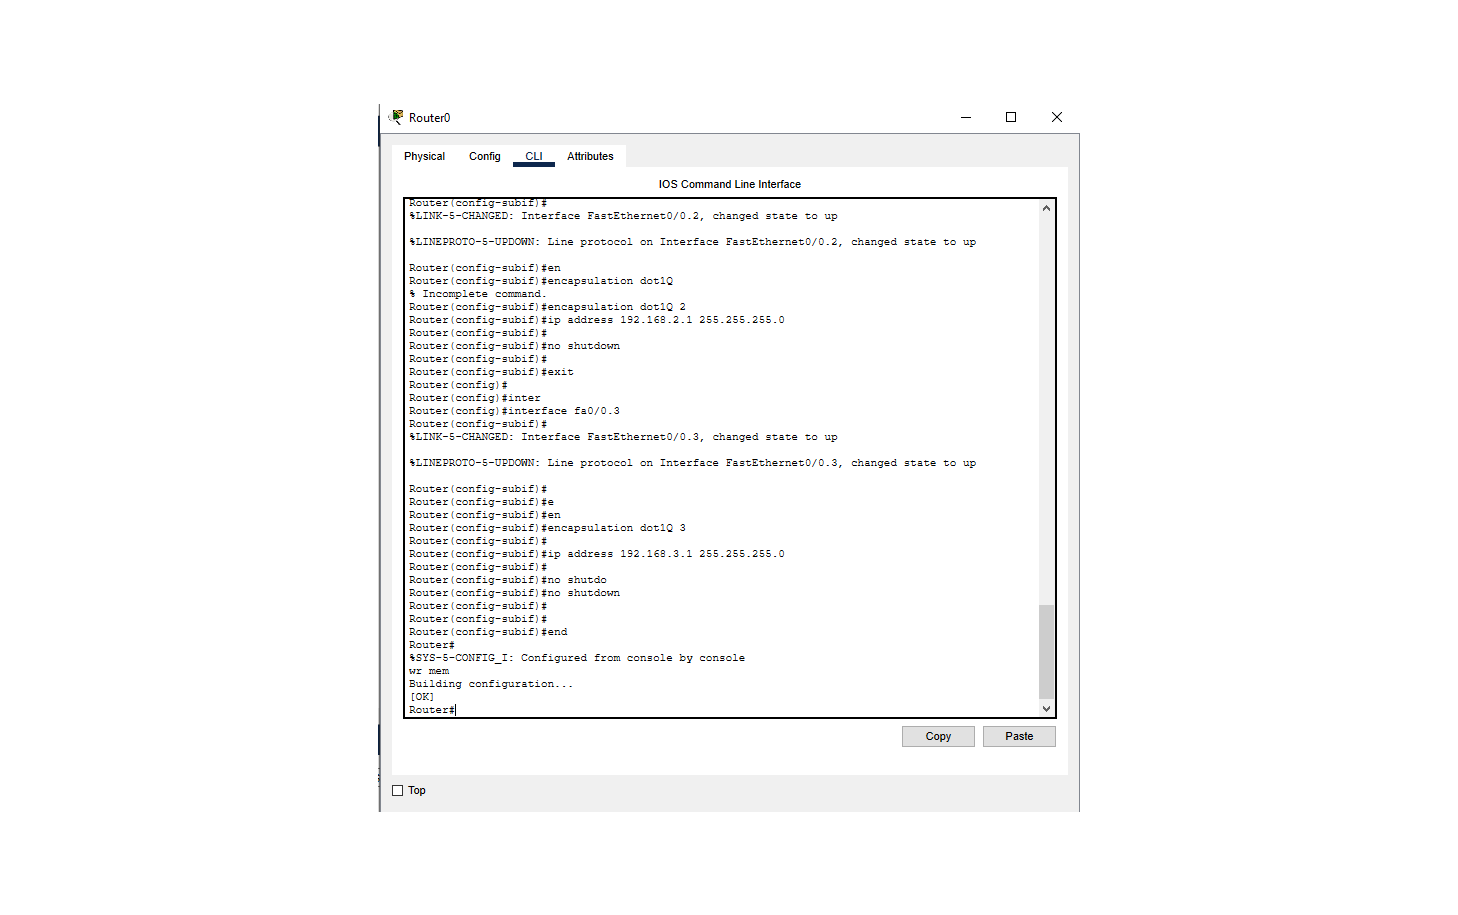 Router0
Physical Config CLI Attributes
IOS Command Line Interface
Router(config-subif)#
%LINK-5-CHANGED: Interface FastEthernet0/0.2, changed state to up
%LINEPROTO-5-UPDOWN: Line protocol on Interface FastEthernet0/0.2, changed state to up
Router(config-subif)#en
Router(config-subif)#encapsulation dot1Q
% Incomplete command.
Router(config-subif)#encapsulation dot1Q 2
Router(config-subif)#ip address 192.168.2.1 255.255.255.0
Router(config-subif)#
Router(config-subif)#no shutdown
Router(config-subif)#
Router(config-subif)#exit
Router(config)#
Router(config)#inter
Router(config)#interface fa0/0.3
Router(config-subif)#
%LINK-5-CHANGED: Interface FastEthernet0/0.3, changed state to up
%LINEPROTO-5-UPDOWN: Line protocol on Interface FastEthernet0/0.3, changed state to up
Router(config-subif)#
Router(config-subif)#e
Router(config-subif)#en
Router(config-subif)#encapsulation dot1Q 3
Router(config-subif)#
Router(config-subif)#ip address 192.168.3.1 255.255.255.0
Router(config-subif)#
Router(config-subif)#no shutdo
Router(config-subif)#no shutdown
Router(config-subif)#
Router(config-subif)#
Router(config-subif)#end
Router#
%SYS-5-CONFIG_I: Configured from console by console
wr mem
Building configuration...
[OK]
Router#
Copy Paste
Top